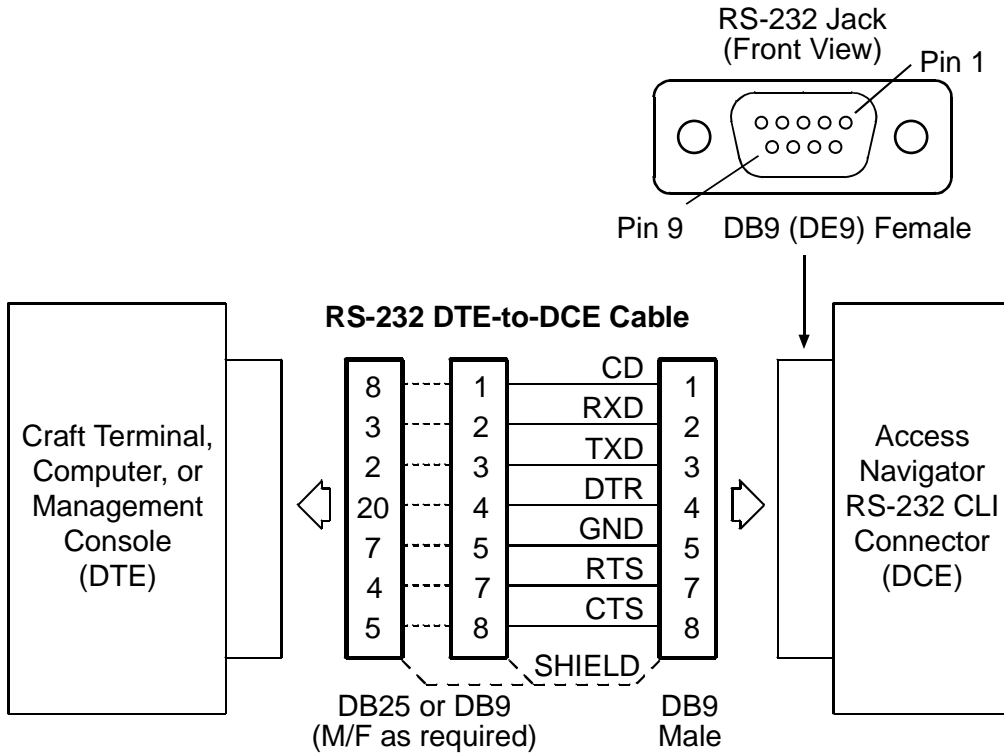 RS-232 Jack
(Front View)
Pin 1
Pin 9
DB9 (DE9) Female
RS-232 DTE-to-DCE Cable
Craft Terminal,
Computer, or
Management
Console
(DTE)
8
3
2
20
7
4
5
1
2
3
4
5
7
8
CD
RXD
TXD
DTR
GND
RTS
CTS
SHIELD
1
2
3
4
5
7
8
Access
Navigator
RS-232 CLI
Connector
(DCE)
DB25 or DB9
(M/F as required)
DB9
Male